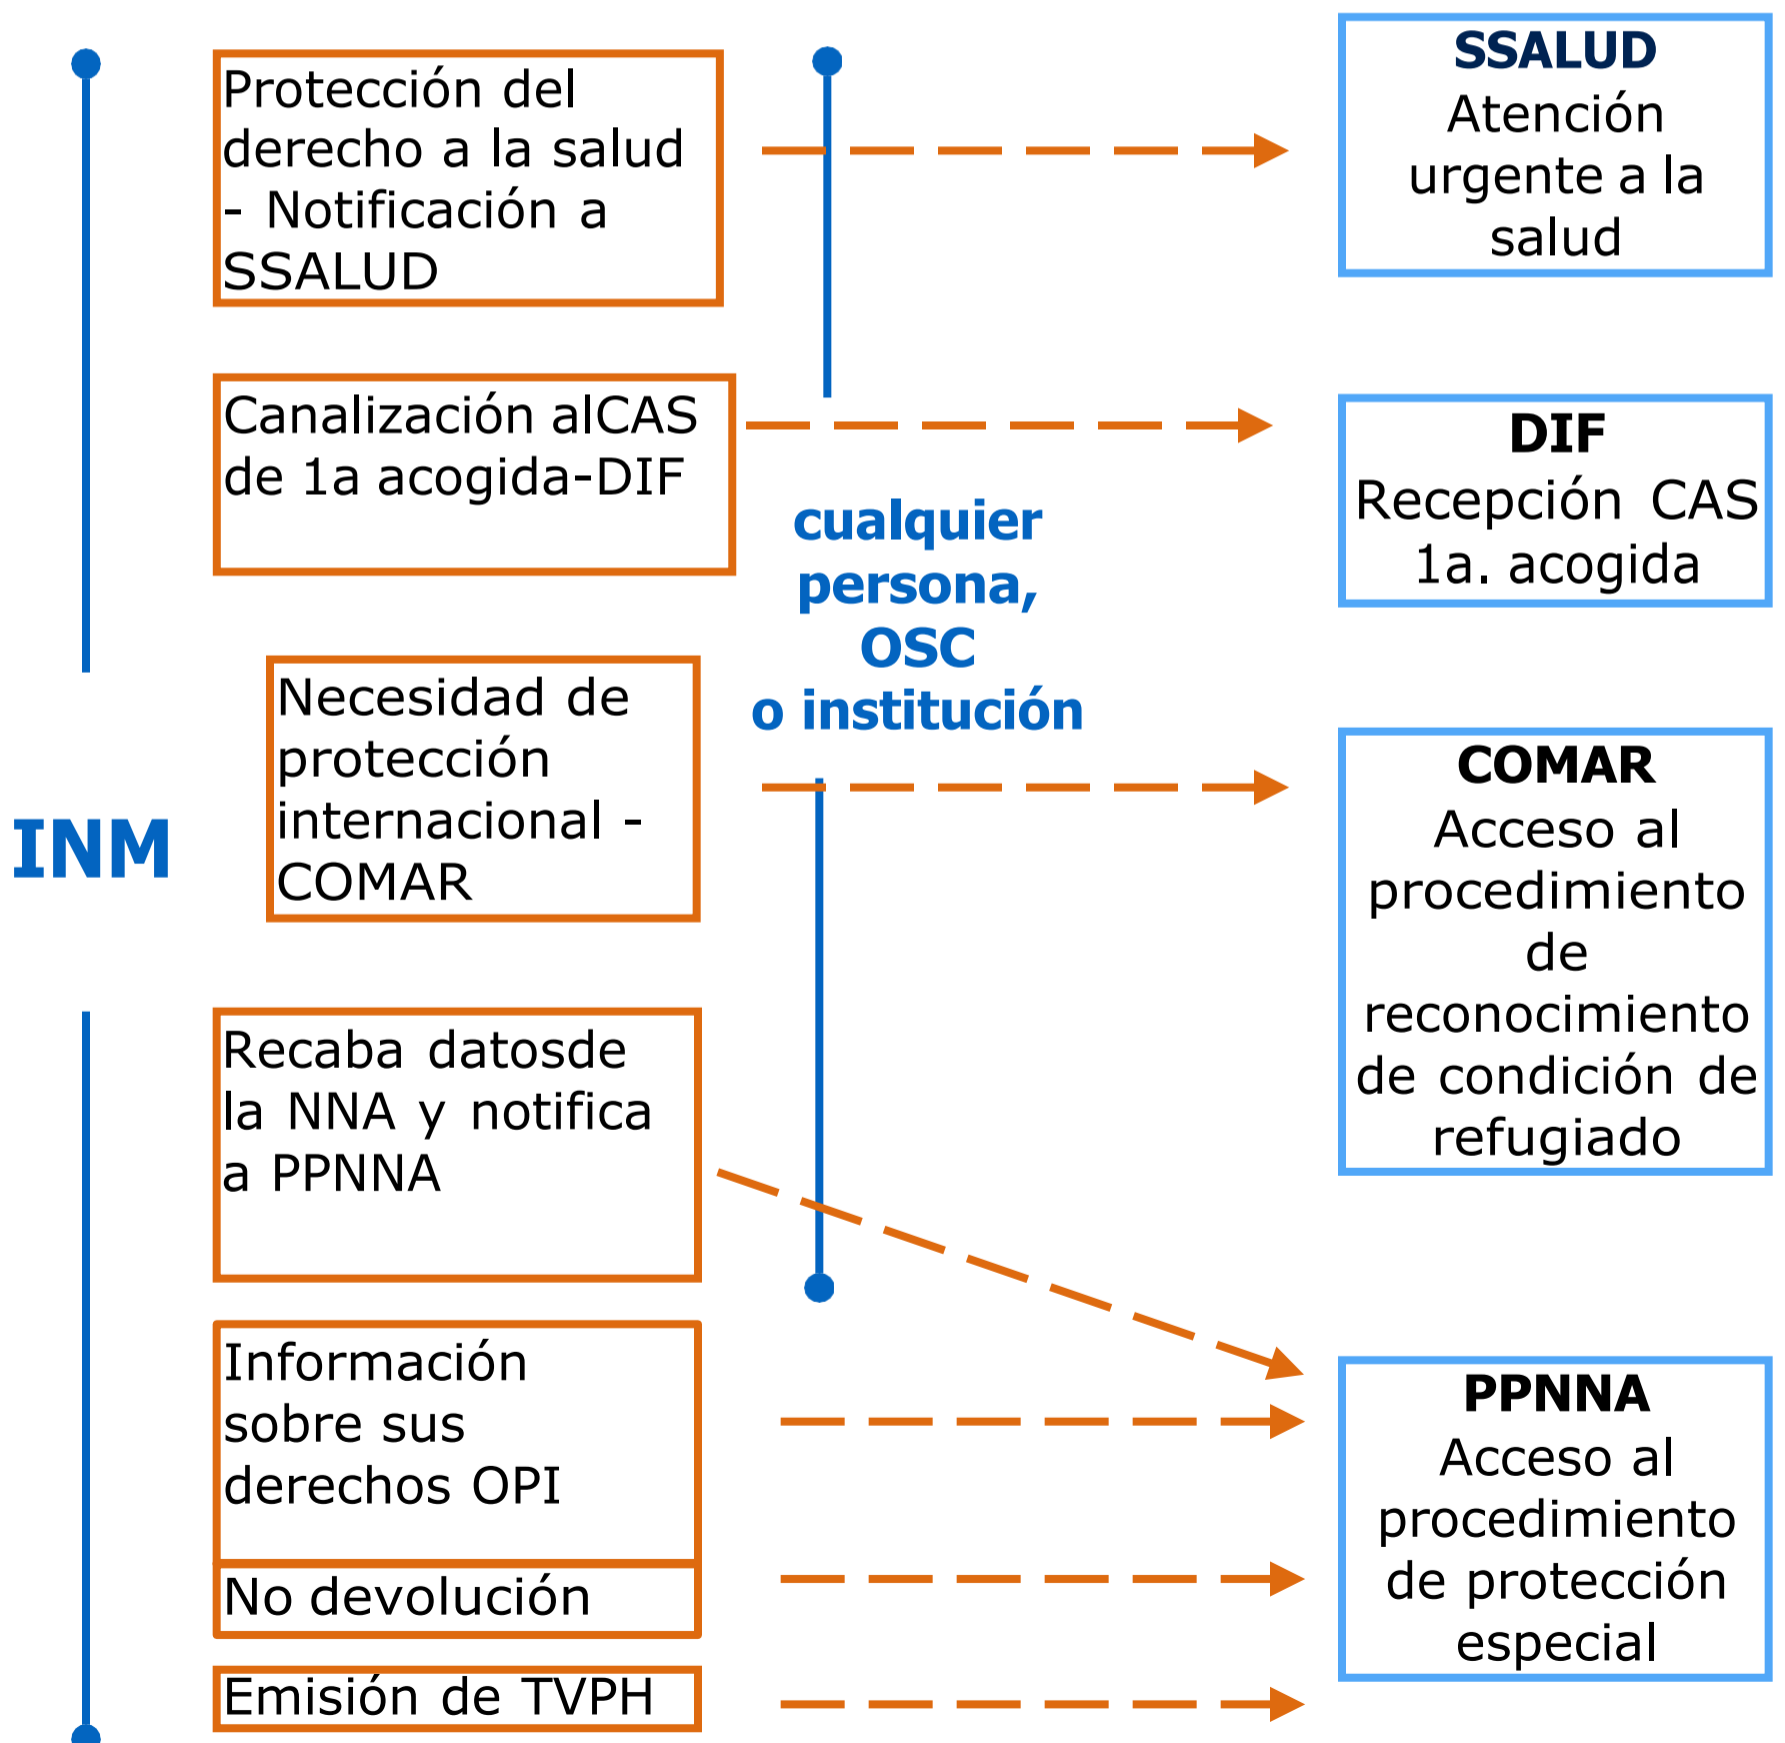 INM
Protección del
derecho a la salud
- Notificación a
SSALUD
Canalización alCAS
de 1a acogida-DIF
Necesidad de
protección
internacional -
COMAR
Recaba datosde
la NNA y notifica
a PPNNA
Información
sobre sus
derechos OPI
No devolución
Emisión de TVPH
cualquier
persona,
OSC
o institución
SSALUD
Atención
urgente a la
salud
DIF
Recepción CAS
1a. acogida
COMAR
Acceso al
procedimiento
de
reconocimiento
de condición de
refugiado
PPNNA
Acceso al
procedimiento
de protección
especial